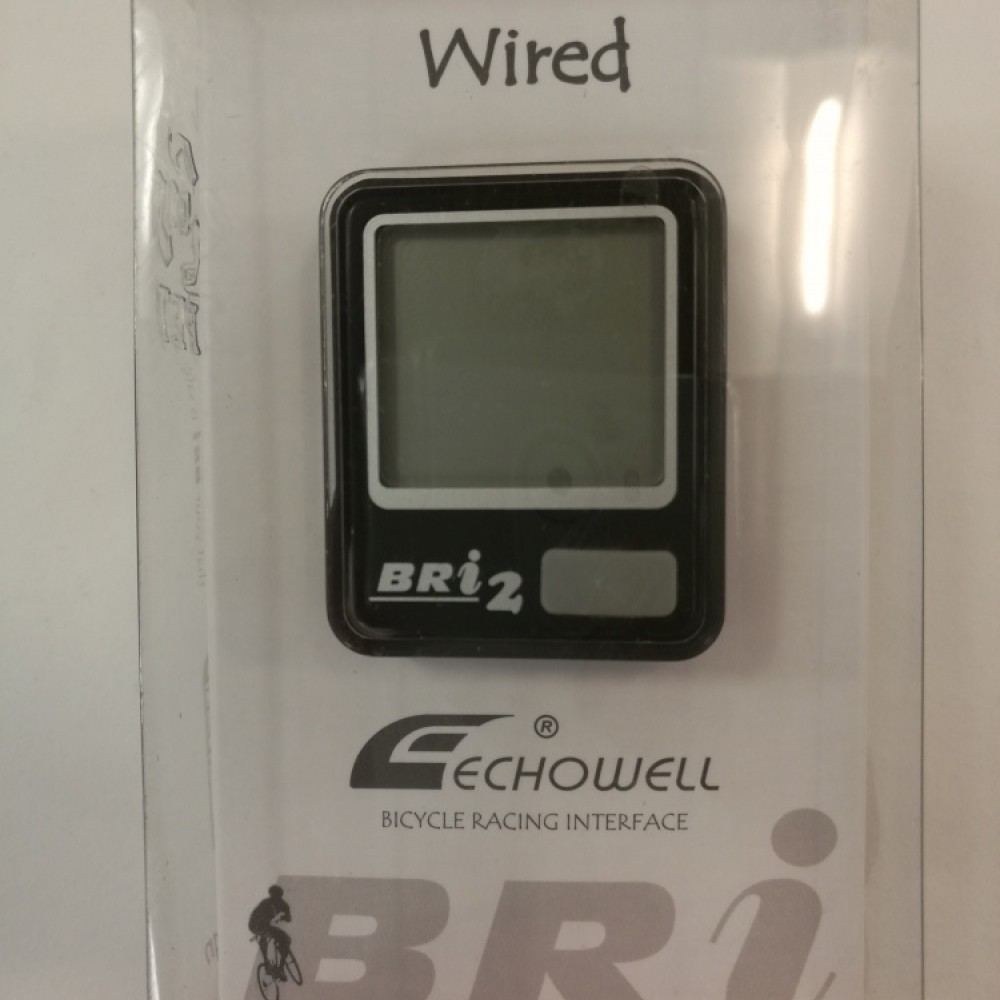 Wired
BRi2
ECHOWELL®
BICYCLE RACING INTERFACE
BRi